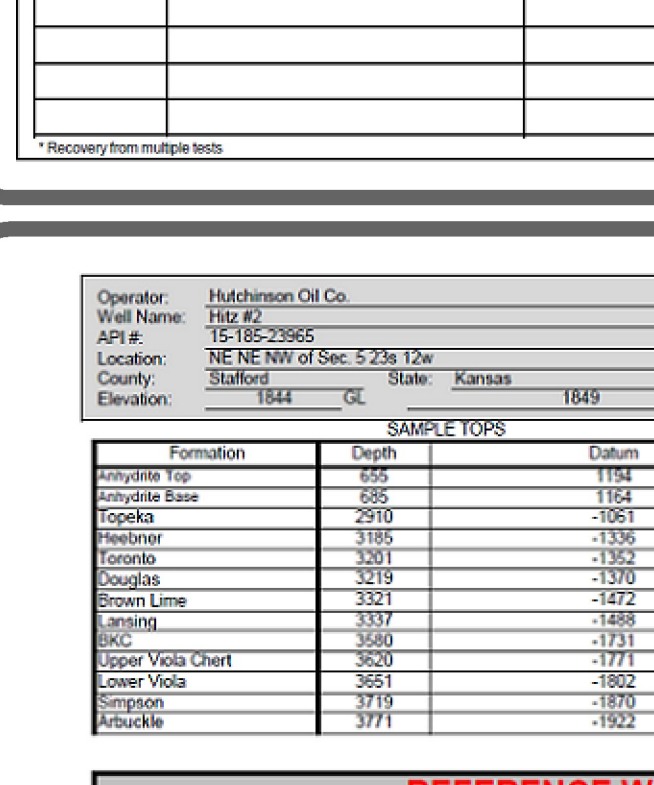 * Recovery from multiple tests
Operator: Hutchinson Oil Co.
Well Name: Hitz #2
API #: 15-185-23965
Location: NE NE NW of Sec. 5 23s 12w
County: Stafford State: Kansas
Elevation: 1844 GL 1849
SAMPLE TOPS
Formation Depth Datum
Anhydrite Top 655 1194
Anhydrite Base 685 1164
Topeka 2910 -1061
Heebner 3185 -1336
Toronto 3201 -1352
Douglas 3219 -1370
Brown Lime 3321 -1472
Lansing 3337 -1488
BKC 3580 -1731
Upper Viola Chert 3620 -1771
Lower Viola 3651 -1802
Simpson 3719 -1870
Arbuckle 3771 -1922